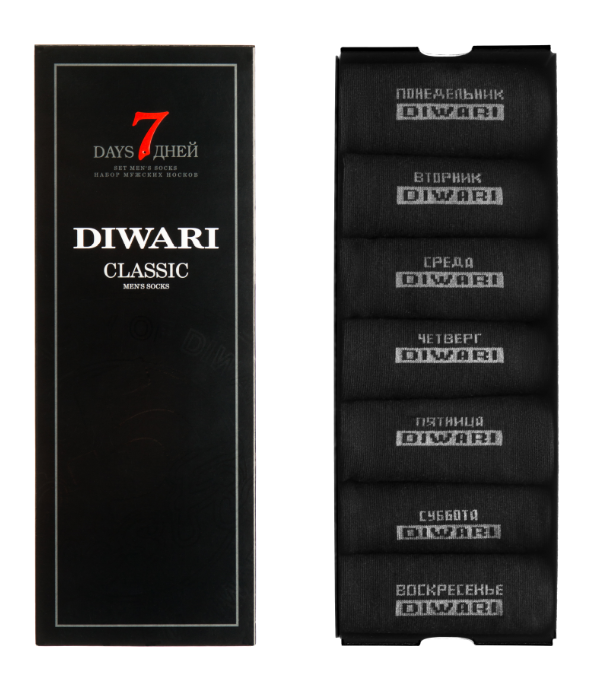 7
DAYS ДНЕЙ
SET MEN'S SOCKS
НАБОР МУЖСКИХ НОСКОВ
DIWARI
CLASSIC
MEN'S SOCKS
ПОНЕДЕЛЬНИК
DIWARI
ВТОРНИК
DIWARI
СРЕДА
DIWARI
ЧЕТВЕРГ
DIWARI
ПЯТНИЦА
DIWARI
СУББОТА
DIWARI
ВОСКРЕСЕНЬЕ
DIWARI